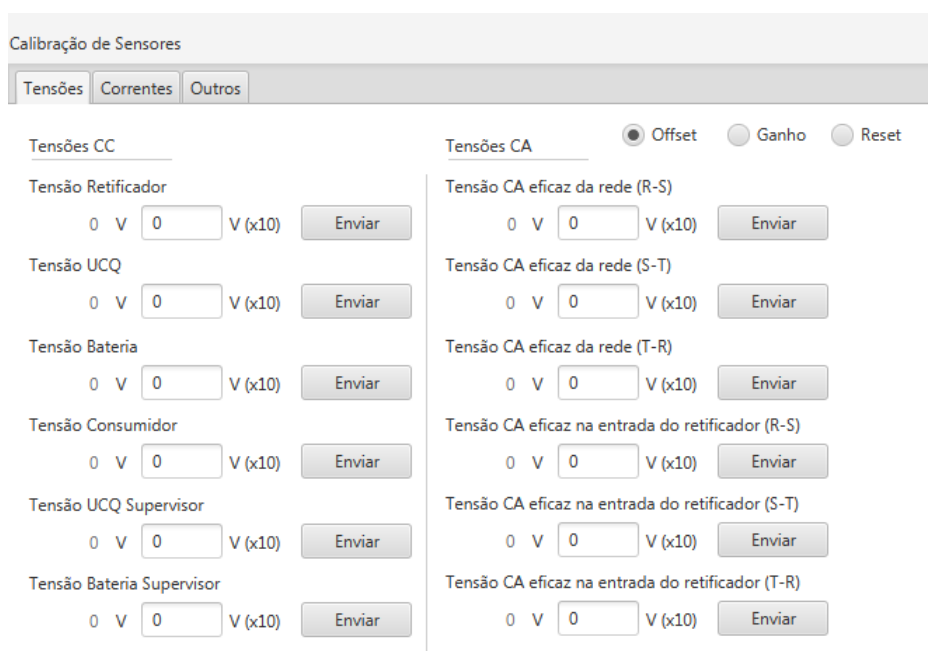 Calibração de Sensores
Tensões Correntes Outros
Tensões CC
Tensão Retificador
0 V 0 V (x10) Enviar
Tensão UCQ
0 V 0 V (x10) Enviar
Tensão Bateria
0 V 0 V (x10) Enviar
Tensão Consumidor
0 V 0 V (x10) Enviar
Tensão UCQ Supervisor
0 V 0 V (x10) Enviar
Tensão Bateria Supervisor
0 V 0 V (x10) Enviar
Tensões CA
Offset Ganho Reset
Tensão CA eficaz da rede (R-S)
0 V 0 V (x10) Enviar
Tensão CA eficaz da rede (S-T)
0 V 0 V (x10) Enviar
Tensão CA eficaz da rede (T-R)
0 V 0 V (x10) Enviar
Tensão CA eficaz na entrada do retificador (R-S)
0 V 0 V (x10) Enviar
Tensão CA eficaz na entrada do retificador (S-T)
0 V 0 V (x10) Enviar
Tensão CA eficaz na entrada do retificador (T-R)
0 V 0 V (x10) Enviar